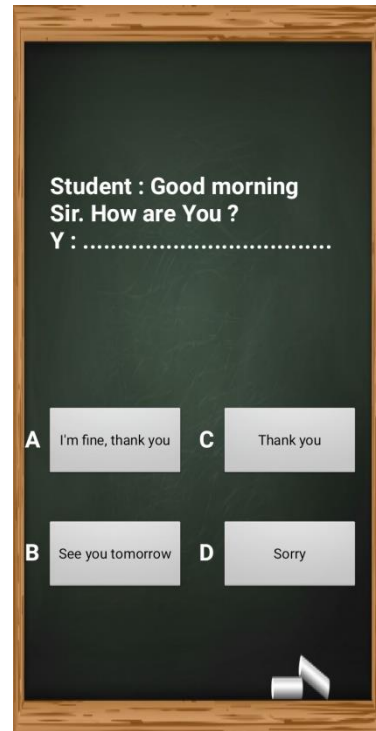 Student : Good morning
Sir. How are You ?
Y : ..................................
A I'm fine, thank you
C Thank you
B See you tomorrow
D Sorry